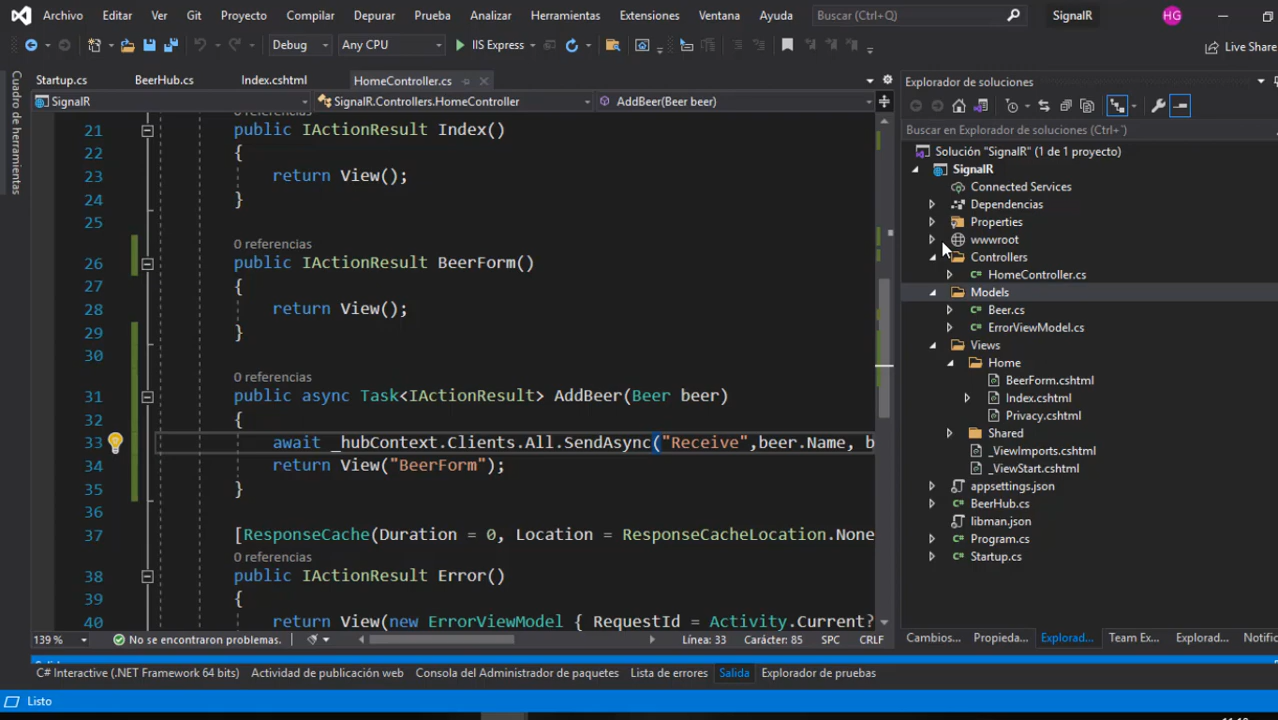 Archivo Editar Ver Git Proyecto Compilar Depurar Prueba Analizar Herramientas Extensiones Ventana Ayuda Buscar (Ctrl+Q) SignalR HG
Debug Any CPU IIS Express Live Share
Startup.cs BeerHub.cs Index.cshtml HomeController.cs
SignalR SignalR.Controllers.HomeController AddBeer(Beer beer)
Cuadro de herramientas
0 referencias
21 public IActionResult Index()
22 {
23 return View();
24 }
25
0 referencias
26 public IActionResult BeerForm()
27 {
28 return View();
29 }
30
0 referencias
31 public async Task<IActionResult> AddBeer(Beer beer)
32 {
33 await _hubContext.Clients.All.SendAsync("Receive",beer.Name, b
34 return View("BeerForm");
35 }
36
37 [ResponseCache(Duration = 0, Location = ResponseCacheLocation.None
0 referencias
38 public IActionResult Error()
39 {
40 return View(new ErrorViewModel { RequestId = Activity.Current?
139 % No se encontraron problemas. Línea: 33 Carácter: 85 SPC CRLF
Explorador de soluciones
Buscar en Explorador de soluciones (Ctrl+´)
Solución "SignalR" (1 de 1 proyecto)
SignalR
Connected Services
Dependencias
Properties
wwwroot
Controllers
HomeController.cs
Models
Beer.cs
ErrorViewModel.cs
Views
Home
BeerForm.cshtml
Index.cshtml
Privacy.cshtml
Shared
_ViewImports.cshtml
_ViewStart.cshtml
appsettings.json
BeerHub.cs
libman.json
Program.cs
Startup.cs
Cambios... Propieda... Explorad... Team Ex... Explorad... Notific
C# Interactive (.NET Framework 64 bits) Actividad de publicación web Consola del Administrador de paquetes Lista de errores Salida Explorador de pruebas
Listo